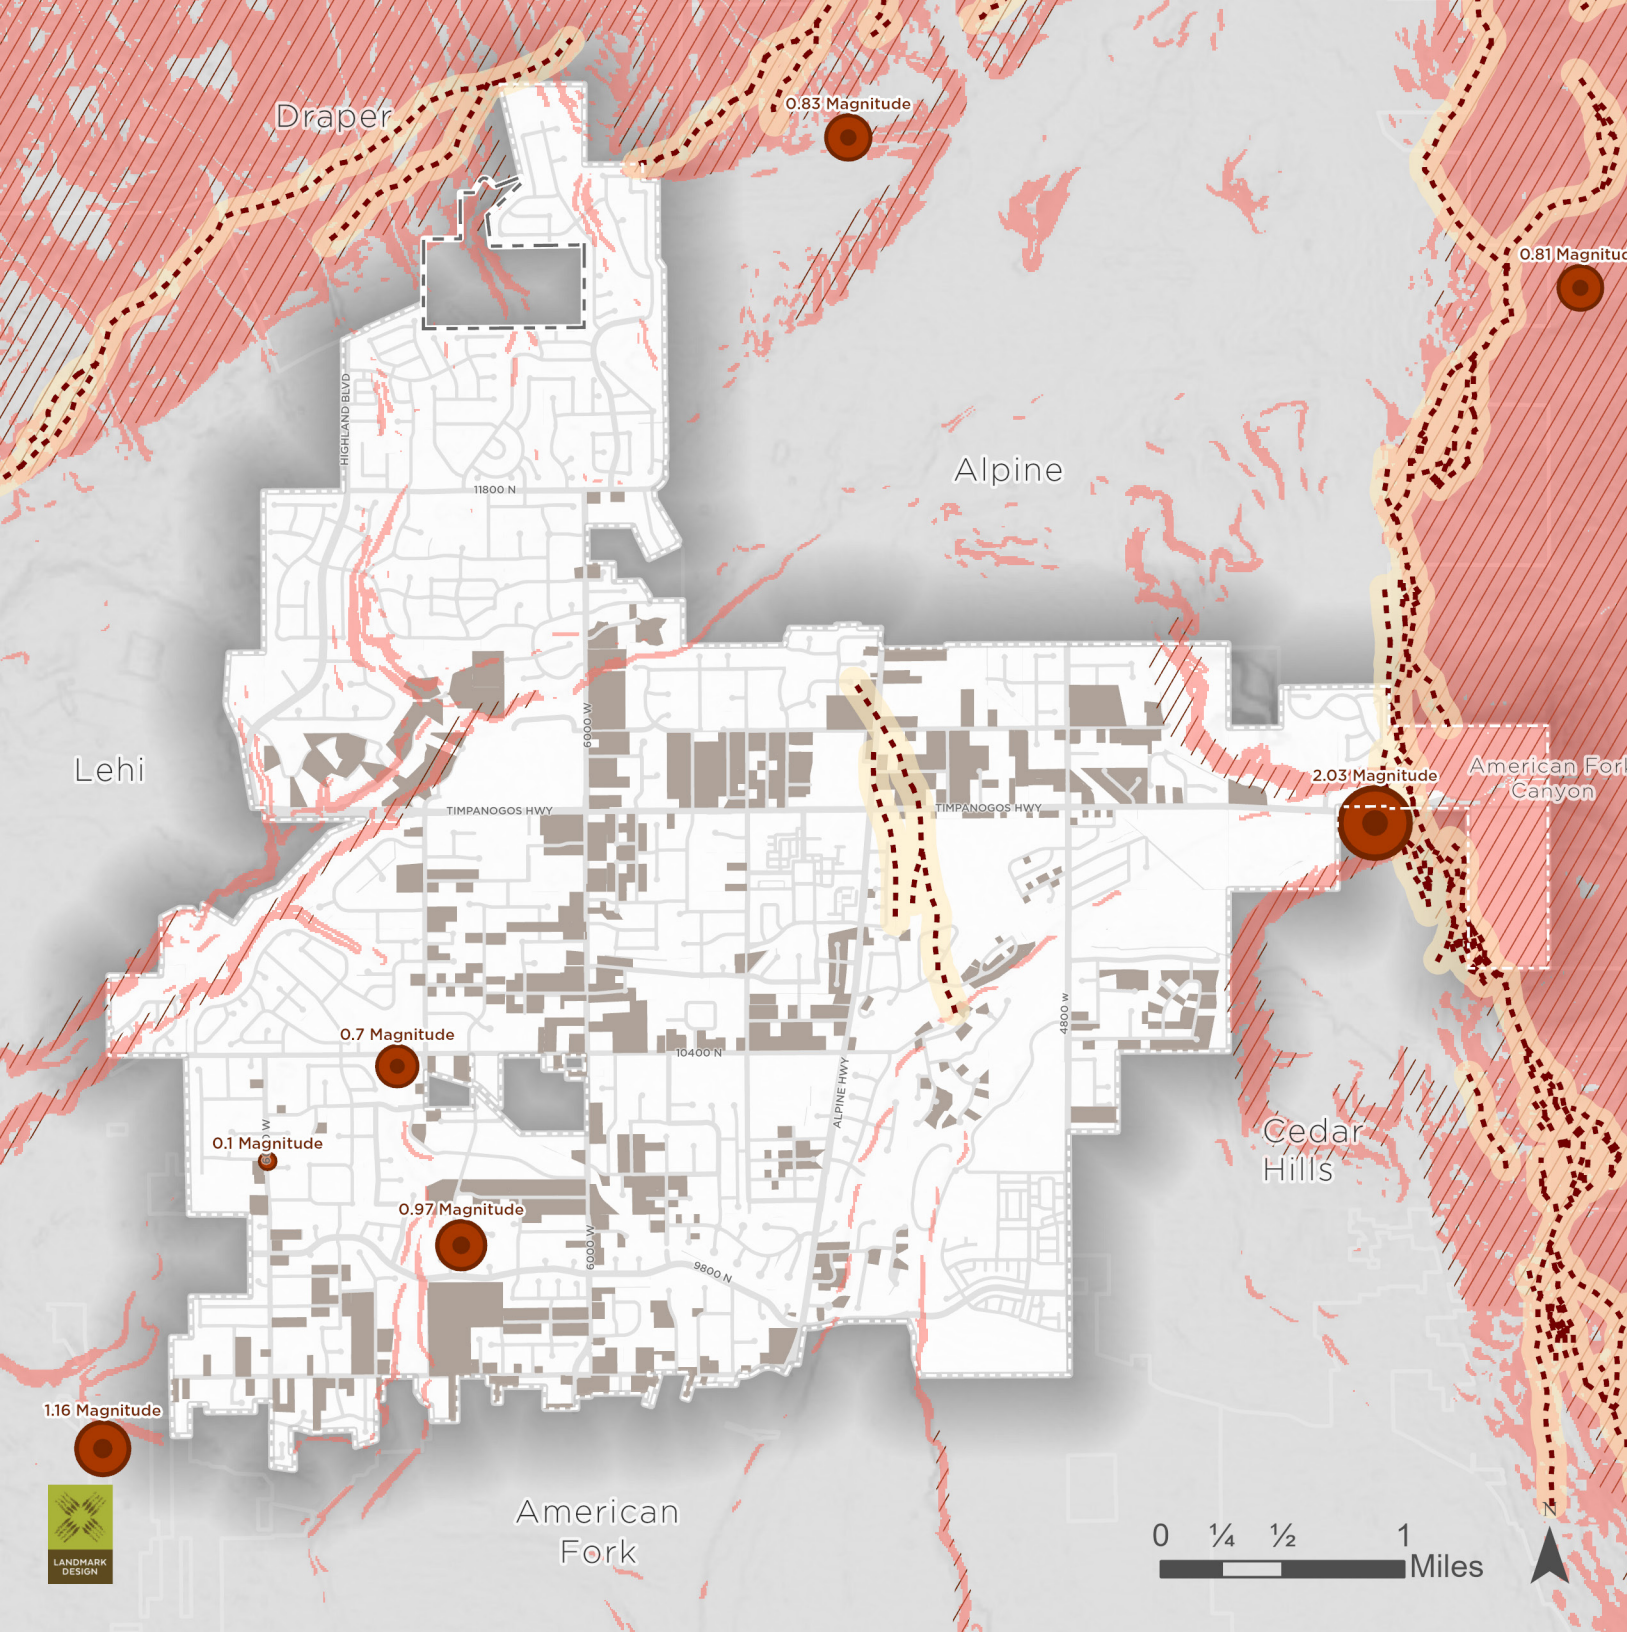 0.83 Magnitude
Draper
0.81 Magnitud
HIGHLAND BLVD
Alpine
11800 N
6000 W
Lehi
American Fork
Canyon
2.03 Magnitude
TIMPANOGOS HWY
TIMPANOGOS HWY
4800 w
0.7 Magnitude
10400 N
ALPINE HWY
0.1 Magnitude
W
Cedar
Hills
0.97 Magnitude
6000 W
9800 N
1.16 Magnitude
American
Fork
N
0 ¼ ½ 1
Miles
LANDMARK
DESIGN